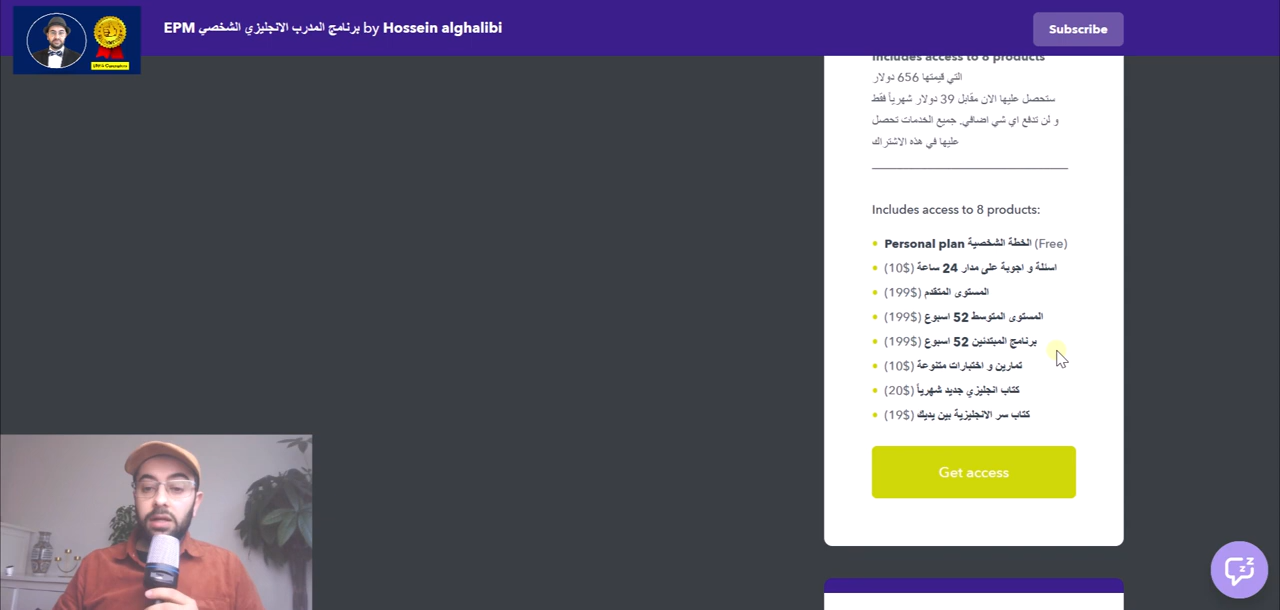 EPM برنامج المدرب الانجليزي الشخصي by Hossein alghalibi
Subscribe
Includes access to 8 products
التي قيمتها 656 دولار
ستحصل عليها الان مقابل 39 دولار شهرياً فقط
و لن تدفع اي شي اضافي. جميع الخدمات تحصل
عليها في هذه الاشتراك
Includes access to 8 products:
Personal plan الخطة الشخصية (Free)
اسئلة و اجوبة على مدار 24 ساعة (10$)
المستوى المتقدم (199$)
المستوى المتوسط 52 اسبوع (199$)
برنامج المبتدئين 52 اسبوع (199$)
تمارين و اختبارات متنوعة (10$)
كتاب انجليزي جديد شهرياً (20$)
كتاب سر الانجليزية بين يديك (19$)
Get access